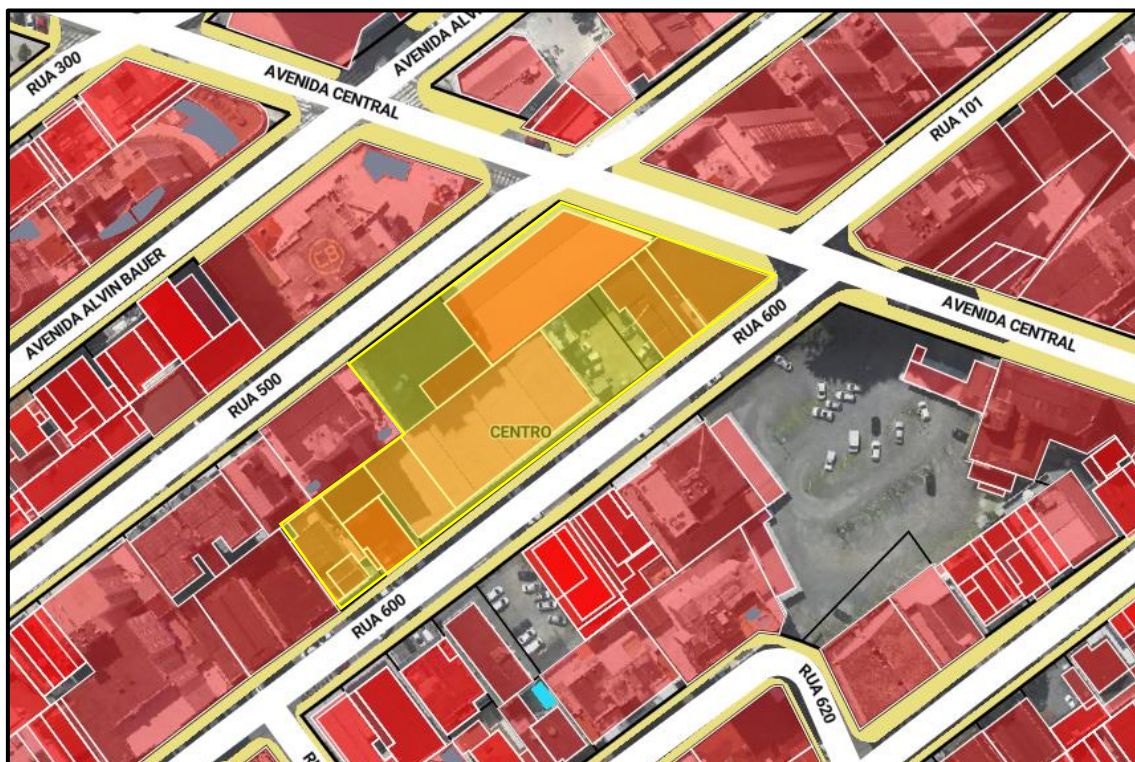 RUA 300
AVENIDA CENTRAL
AVENIDA
RUA 101
AVENIDA ALVIN BAUER
RUA 500
RUA 600
AVENIDA CENTRAL
CENTRO
RUA 600
RUA 620